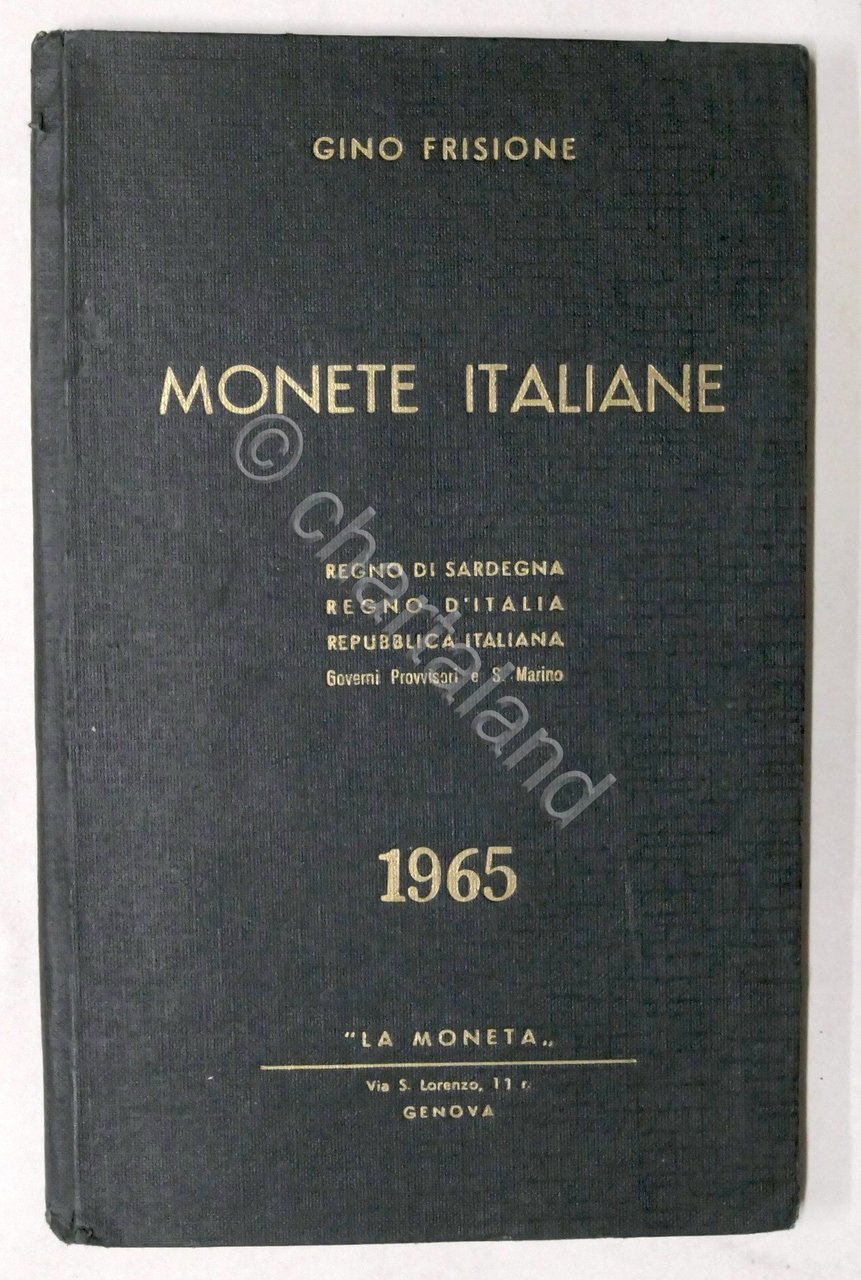 GINO FRISIONE
MONETE ITALIANE
REGNO DI SARDEGNA
REGNO D'ITALIA
REPUBBLICA ITALIANA
Governi Provvisori e S. Marino
1965
"LA MONETA„
Via S. Lorenzo, 11 r.
GENOVA
© chartaland